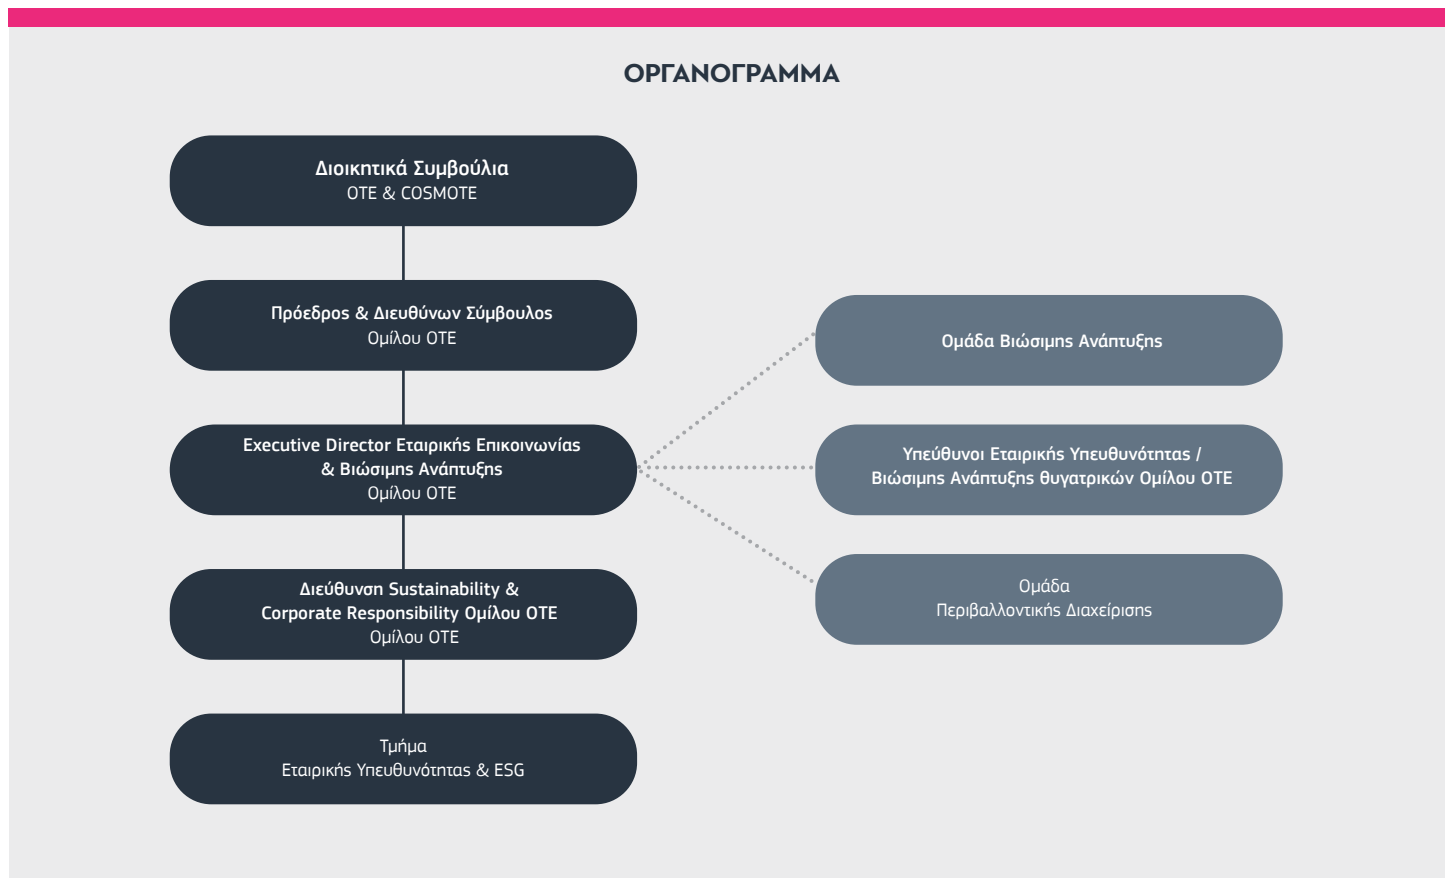 ΟΡΓΑΝΟΓΡΑΜΜΑ
Διοικητικά Συμβούλια
ΟΤΕ & COSMOTE
Πρόεδρος & Διευθύνων Σύμβουλος
Ομίλου ΟΤΕ
Executive Director Εταιρικής Επικοινωνίας
& Βιώσιμης Ανάπτυξης
Ομίλου ΟΤΕ
Διεύθυνση Sustainability &
Corporate Responsibility Ομίλου ΟΤΕ
Ομίλου ΟΤΕ
Τμήμα
Εταιρικής Υπευθυνότητας & ESG
Ομάδα Βιώσιμης Ανάπτυξης
Υπεύθυνοι Εταιρικής Υπευθυνότητας /
Βιώσιμης Ανάπτυξης θυγατρικών Ομίλου ΟΤΕ
Ομάδα
Περιβαλλοντικής Διαχείρισης